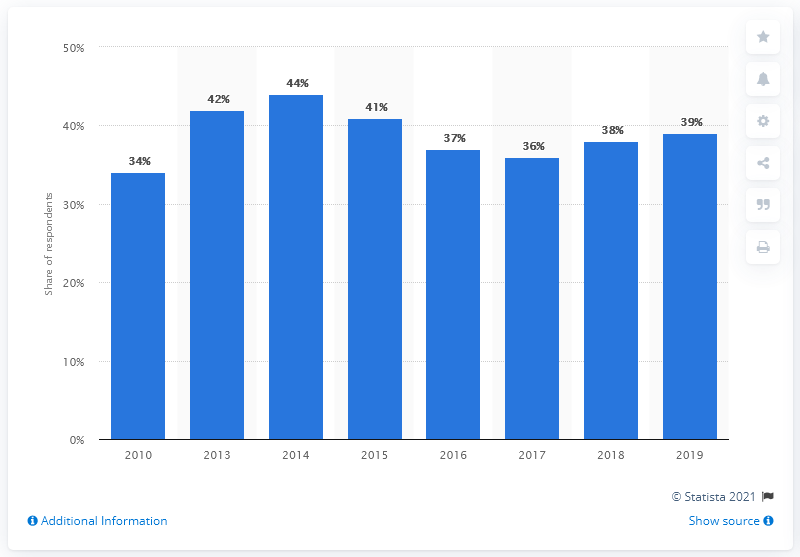 50%
40%
30%
20%
10%
0%
Share of respondents
34%
42%
44%
41%
37%
36%
38%
39%
2010 2013 2014 2015 2016 2017 2018 2019
© Statista 2021
Additional Information
Show source